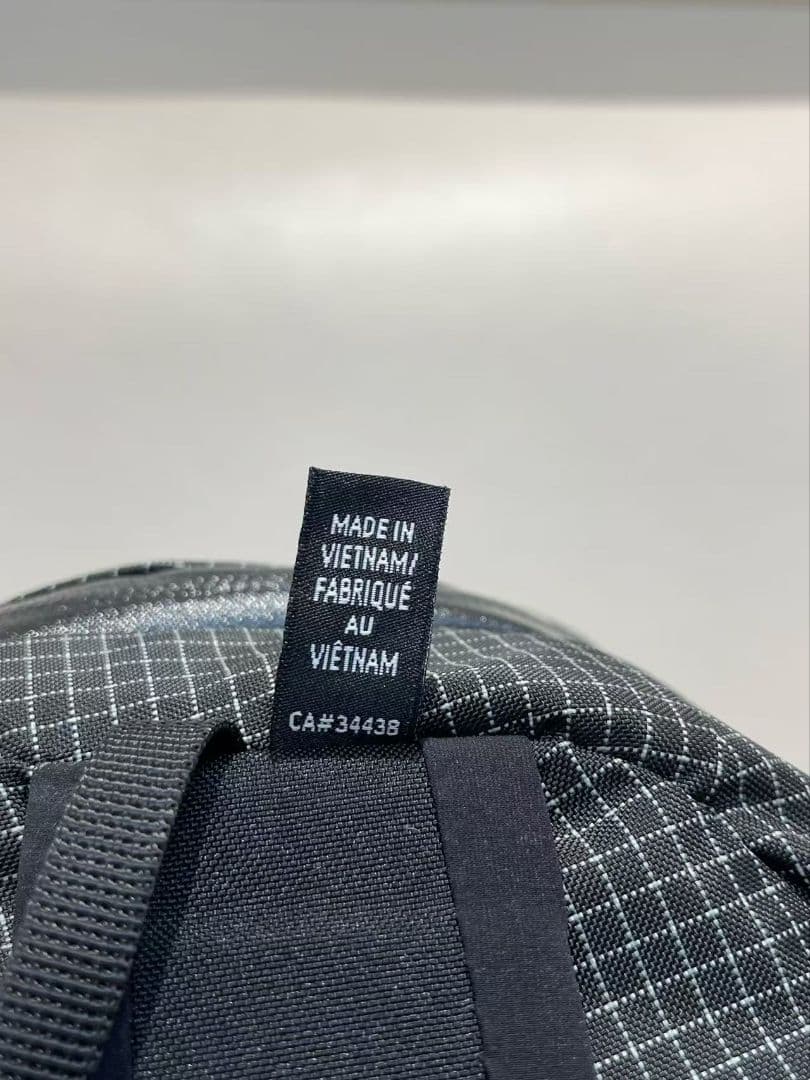 MADE IN
VIETNAM/
FABRIQUÉ
AU
VIÊTNAM
CA#34438